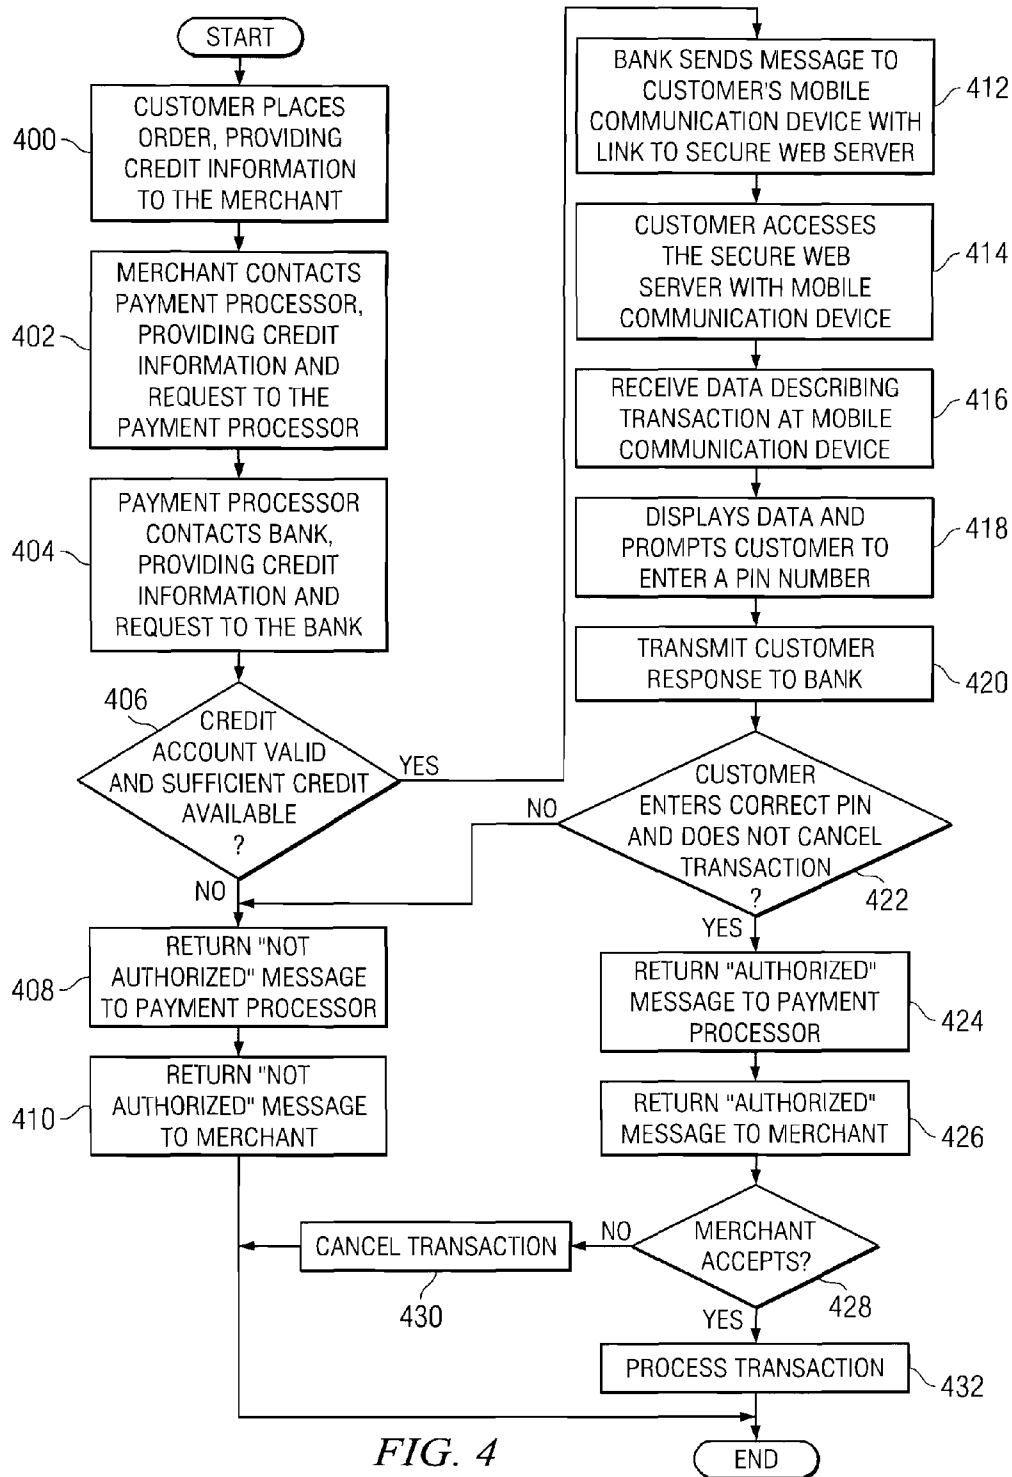 START
400
CUSTOMER PLACES
ORDER, PROVIDING
CREDIT INFORMATION
TO THE MERCHANT
402
MERCHANT CONTACTS
PAYMENT PROCESSOR,
PROVIDING CREDIT
INFORMATION AND
REQUEST TO THE
PAYMENT PROCESSOR
404
PAYMENT PROCESSOR
CONTACTS BANK,
PROVIDING CREDIT
INFORMATION AND
REQUEST TO THE BANK
406
CREDIT
ACCOUNT VALID
AND SUFFICIENT CREDIT
AVAILABLE
?
YES
NO
408
RETURN "NOT
AUTHORIZED" MESSAGE
TO PAYMENT PROCESSOR
410
RETURN "NOT
AUTHORIZED" MESSAGE
TO MERCHANT
BANK SENDS MESSAGE TO
CUSTOMER'S MOBILE
COMMUNICATION DEVICE WITH
LINK TO SECURE WEB SERVER
412
CUSTOMER ACCESSES
THE SECURE WEB
SERVER WITH MOBILE
COMMUNICATION DEVICE
414
RECEIVE DATA DESCRIBING
TRANSACTION AT MOBILE
COMMUNICATION DEVICE
416
DISPLAYS DATA AND
PROMPTS CUSTOMER TO
ENTER A PIN NUMBER
418
TRANSMIT CUSTOMER
RESPONSE TO BANK
420
CUSTOMER
ENTERS CORRECT PIN
AND DOES NOT CANCEL
TRANSACTION
?
422
NO
YES
RETURN "AUTHORIZED"
MESSAGE TO PAYMENT
PROCESSOR
424
RETURN "AUTHORIZED"
MESSAGE TO MERCHANT
426
MERCHANT
ACCEPTS?
428
NO
CANCEL TRANSACTION
430
YES
PROCESS TRANSACTION
432
END
FIG. 4